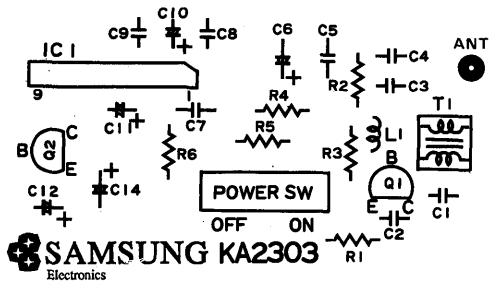 C10
C9
C8
C6
C5
C4
ANT
IC1
R2
C3
9
1
R4
T1
C11
C7
R5
L1
C
Q2
B
E
R6
R3
B
C12
C14
POWER SW
Q1
E
C
C1
OFF
ON
C2
SAMSUNG KA2303
R1
Electronics